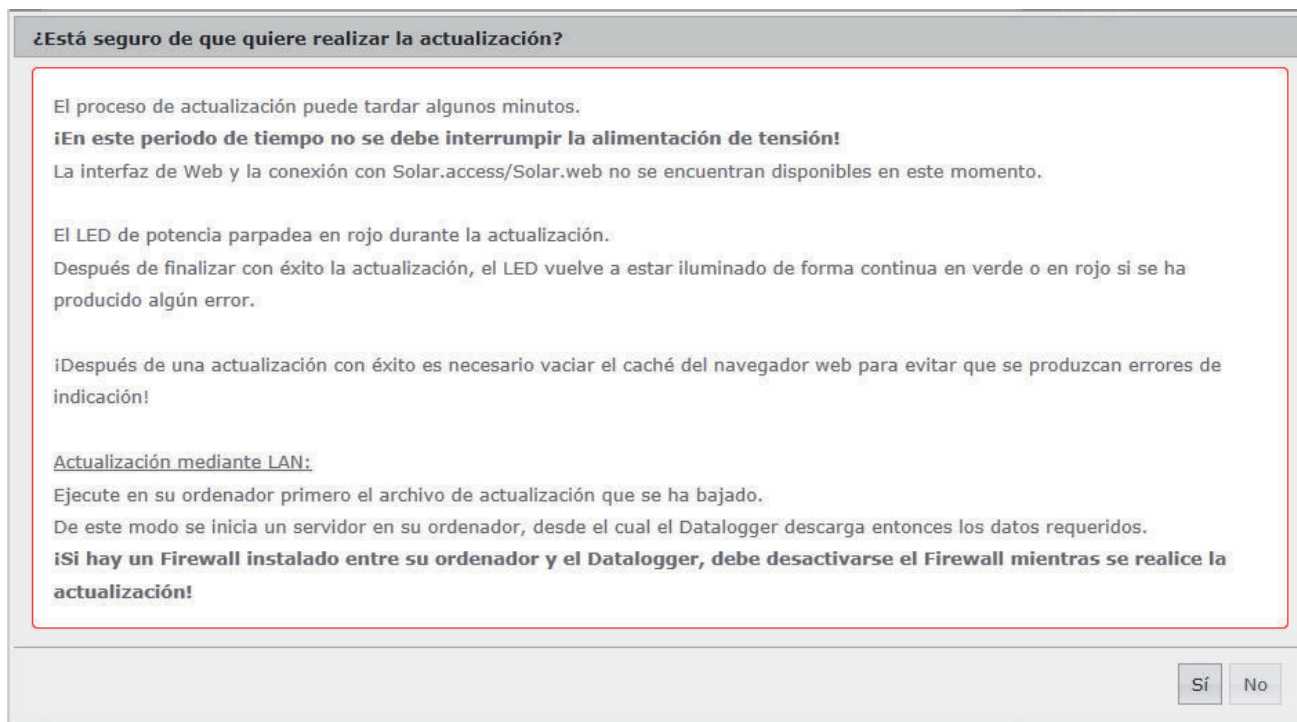 ¿Está seguro de que quiere realizar la actualización?
El proceso de actualización puede tardar algunos minutos.
¡En este periodo de tiempo no se debe interrumpir la alimentación de tensión!
La interfaz de Web y la conexión con Solar.access/Solar.web no se encuentran disponibles en este momento.
El LED de potencia parpadea en rojo durante la actualización.
Después de finalizar con éxito la actualización, el LED vuelve a estar iluminado de forma continua en verde o en rojo si se ha
producido algún error.
¡Después de una actualización con éxito es necesario vaciar el caché del navegador web para evitar que se produzcan errores de
indicación!
Actualización mediante LAN:
Ejecute en su ordenador primero el archivo de actualización que se ha bajado.
De este modo se inicia un servidor en su ordenador, desde el cual el Datalogger descarga entonces los datos requeridos.
¡Si hay un Firewall instalado entre su ordenador y el Datalogger, debe desactivarse el Firewall mientras se realice la
actualización!
Sí No